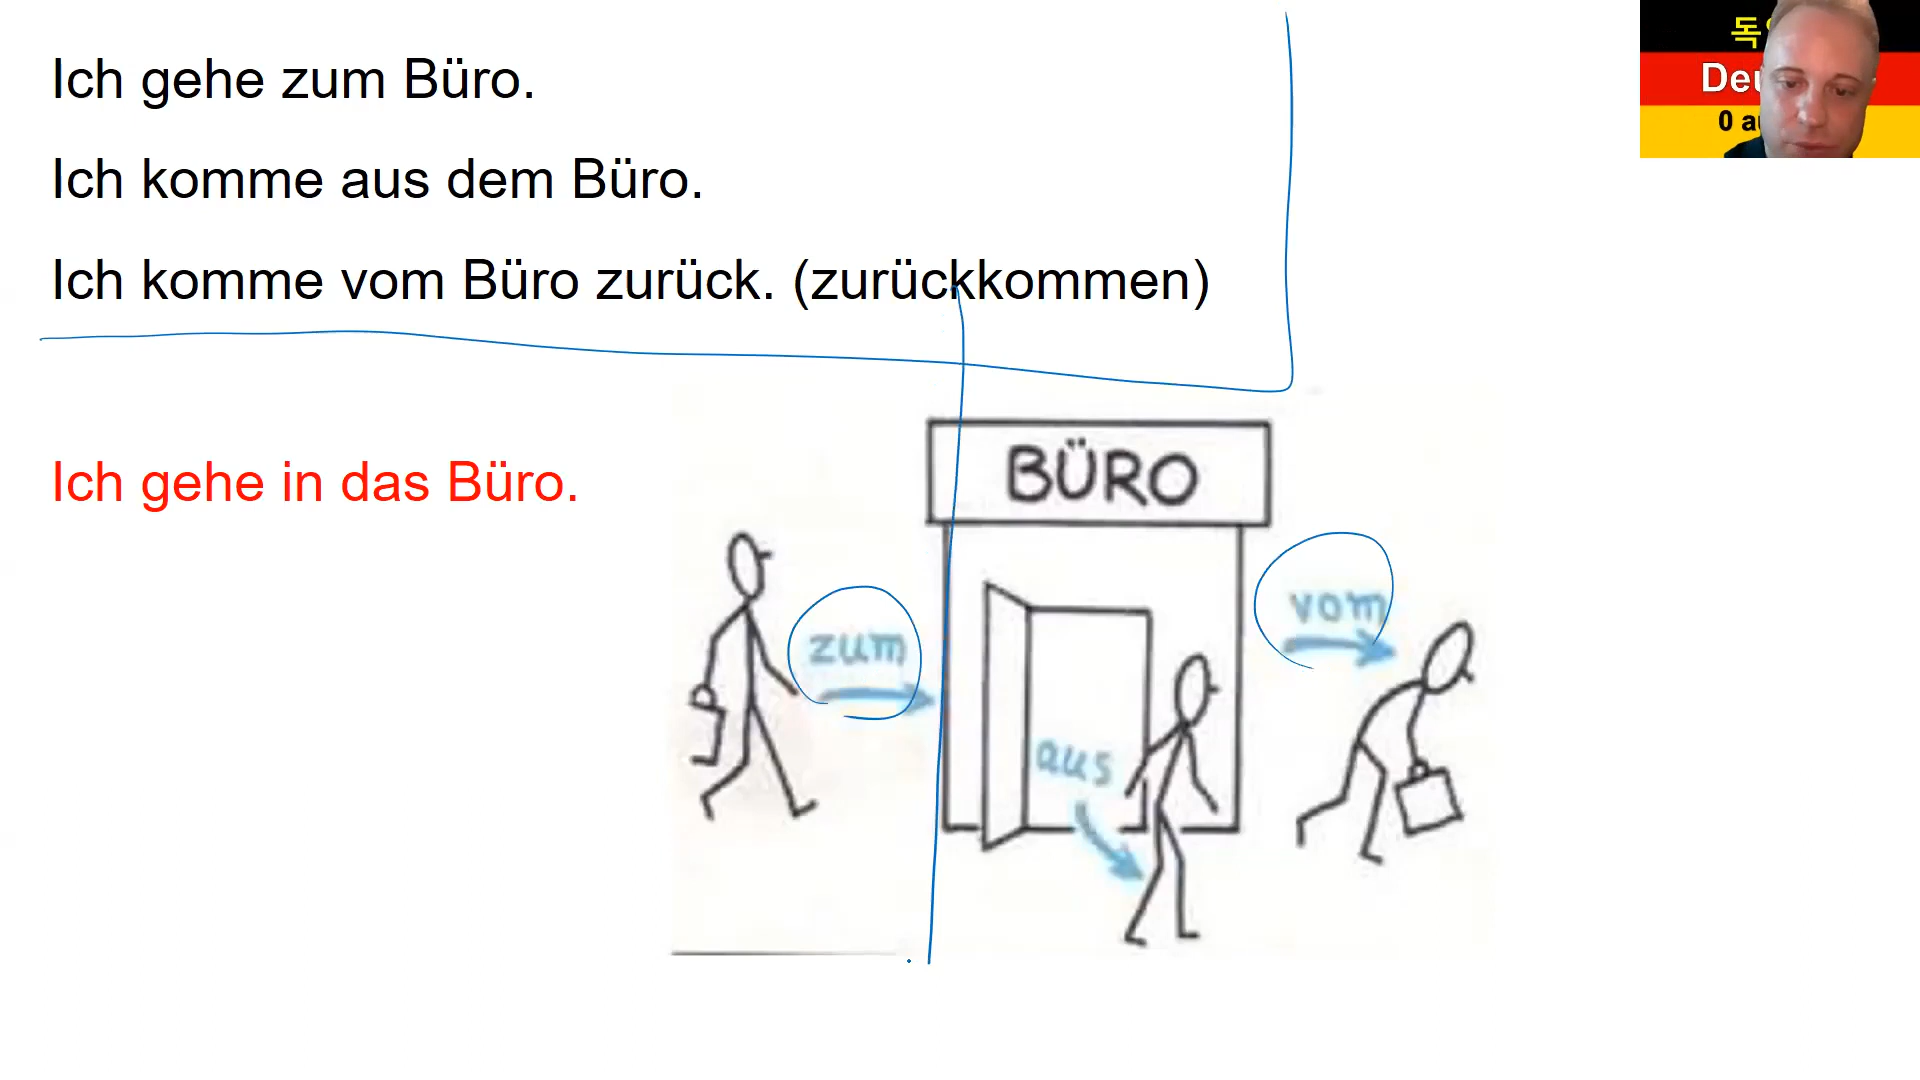 Ich gehe zum Büro.
Ich komme aus dem Büro.
Ich komme vom Büro zurück. (zurückkommen)
Ich gehe in das Büro.
BÜRO
zum
vom
aus
독
Deu
0 a